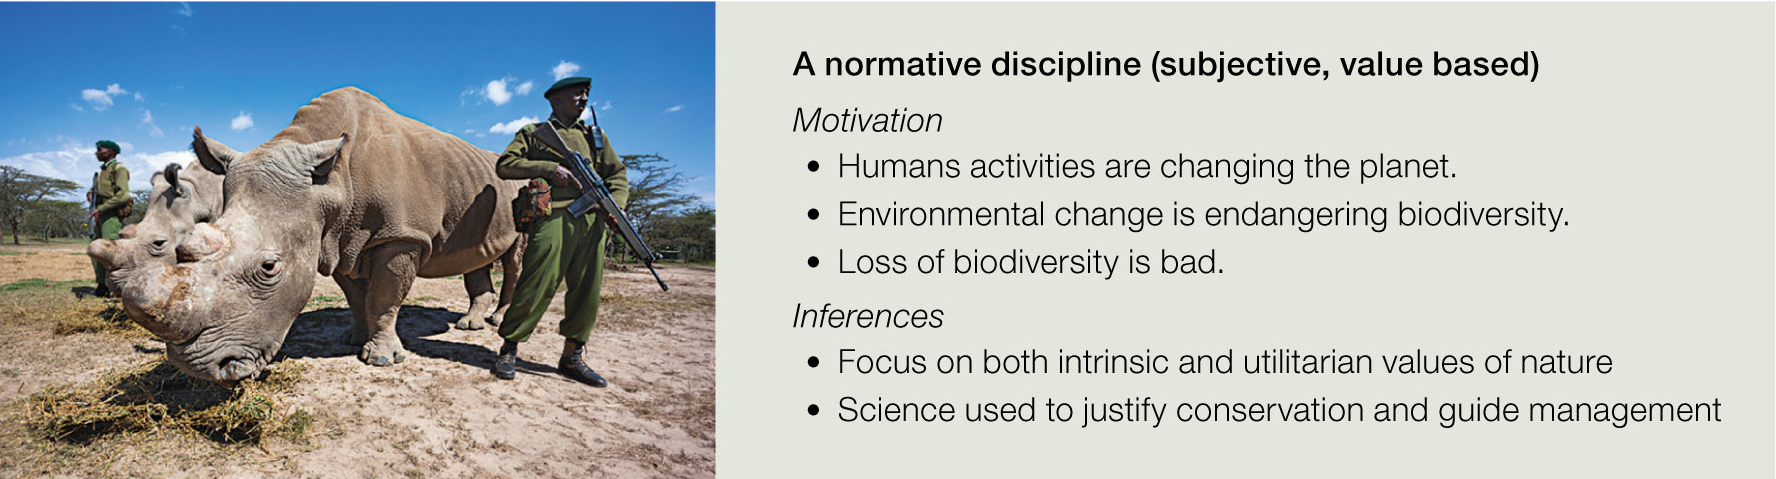 A normative discipline (subjective, value based)
Motivation
• Humans activities are changing the planet.
• Environmental change is endangering biodiversity.
• Loss of biodiversity is bad.
Inferences
• Focus on both intrinsic and utilitarian values of nature
• Science used to justify conservation and guide management